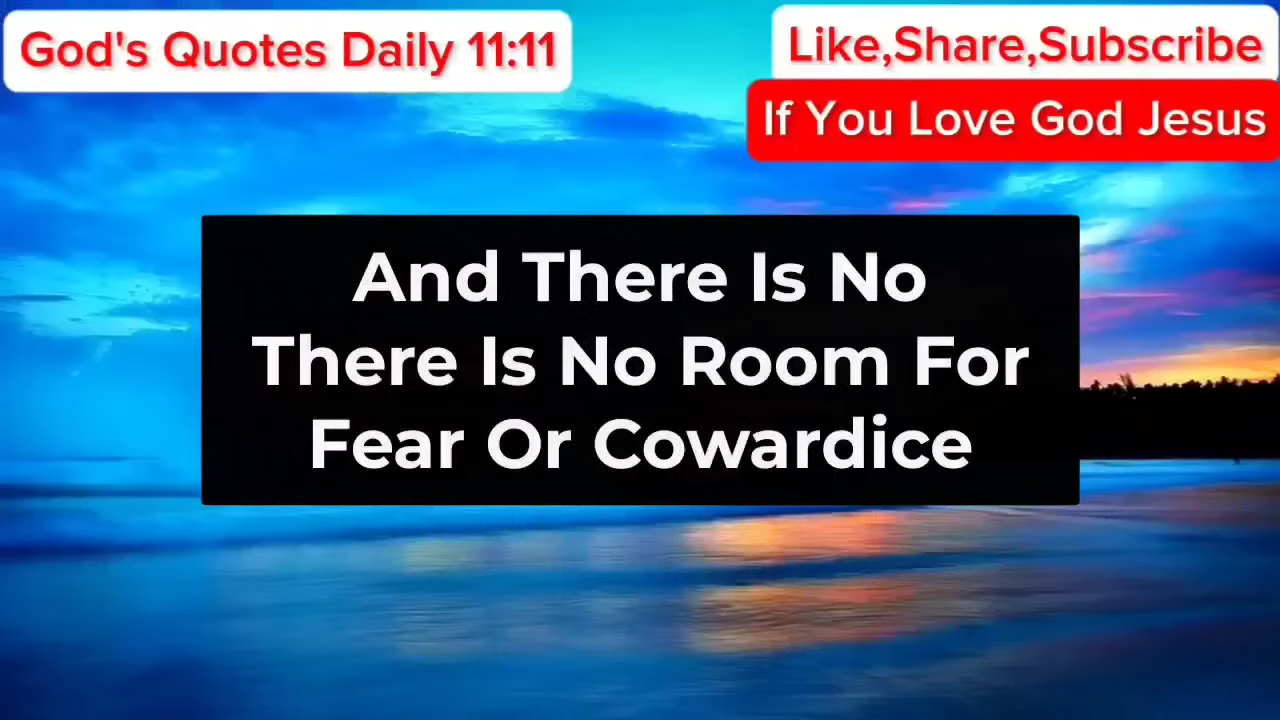 God's Quotes Daily 11:11
Like,Share,Subscribe
If You Love God Jesus
And There Is No
There Is No Room For
Fear Or Cowardice